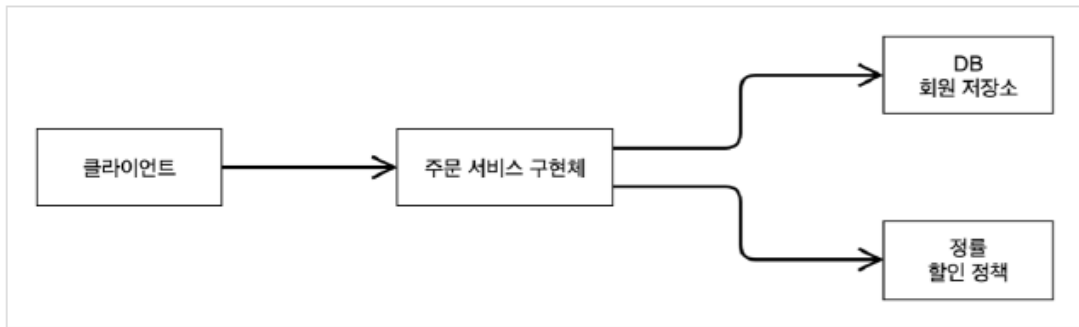 클라이언트
주문 서비스 구현체
DB
회원 저장소
정률
할인 정책